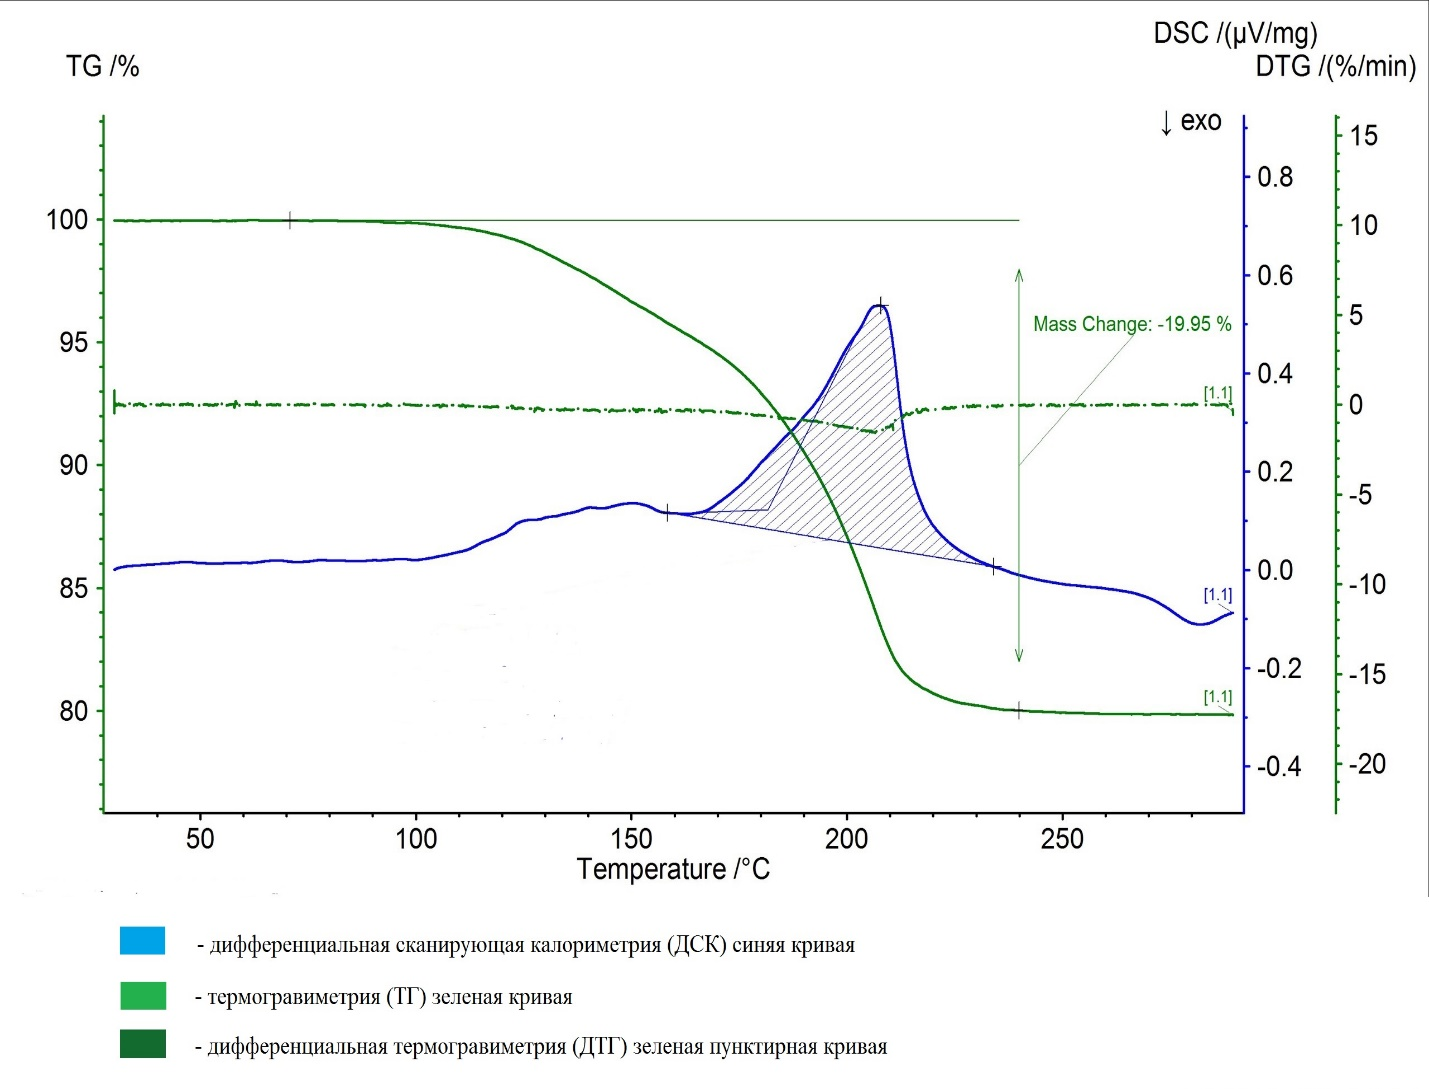 DSC /(µV/mg)
TG /%
DTG /(%/min)
↓ exo
15
0.8
100
10
0.6
5
Mass Change: -19.95 %
95
0.4
[1.1]
0
90
0.2
-5
85
0.0
-10
[1.1]
-0.2
-15
[1.1]
80
-0.4
-20
50 100 150 200 250
Temperature /°C
- дифференциальная сканирующая калориметрия (ДСК) синяя кривая
- термогравиметрия (ТГ) зеленая кривая
- дифференциальная термогравиметрия (ДТГ) зеленая пунктирная кривая